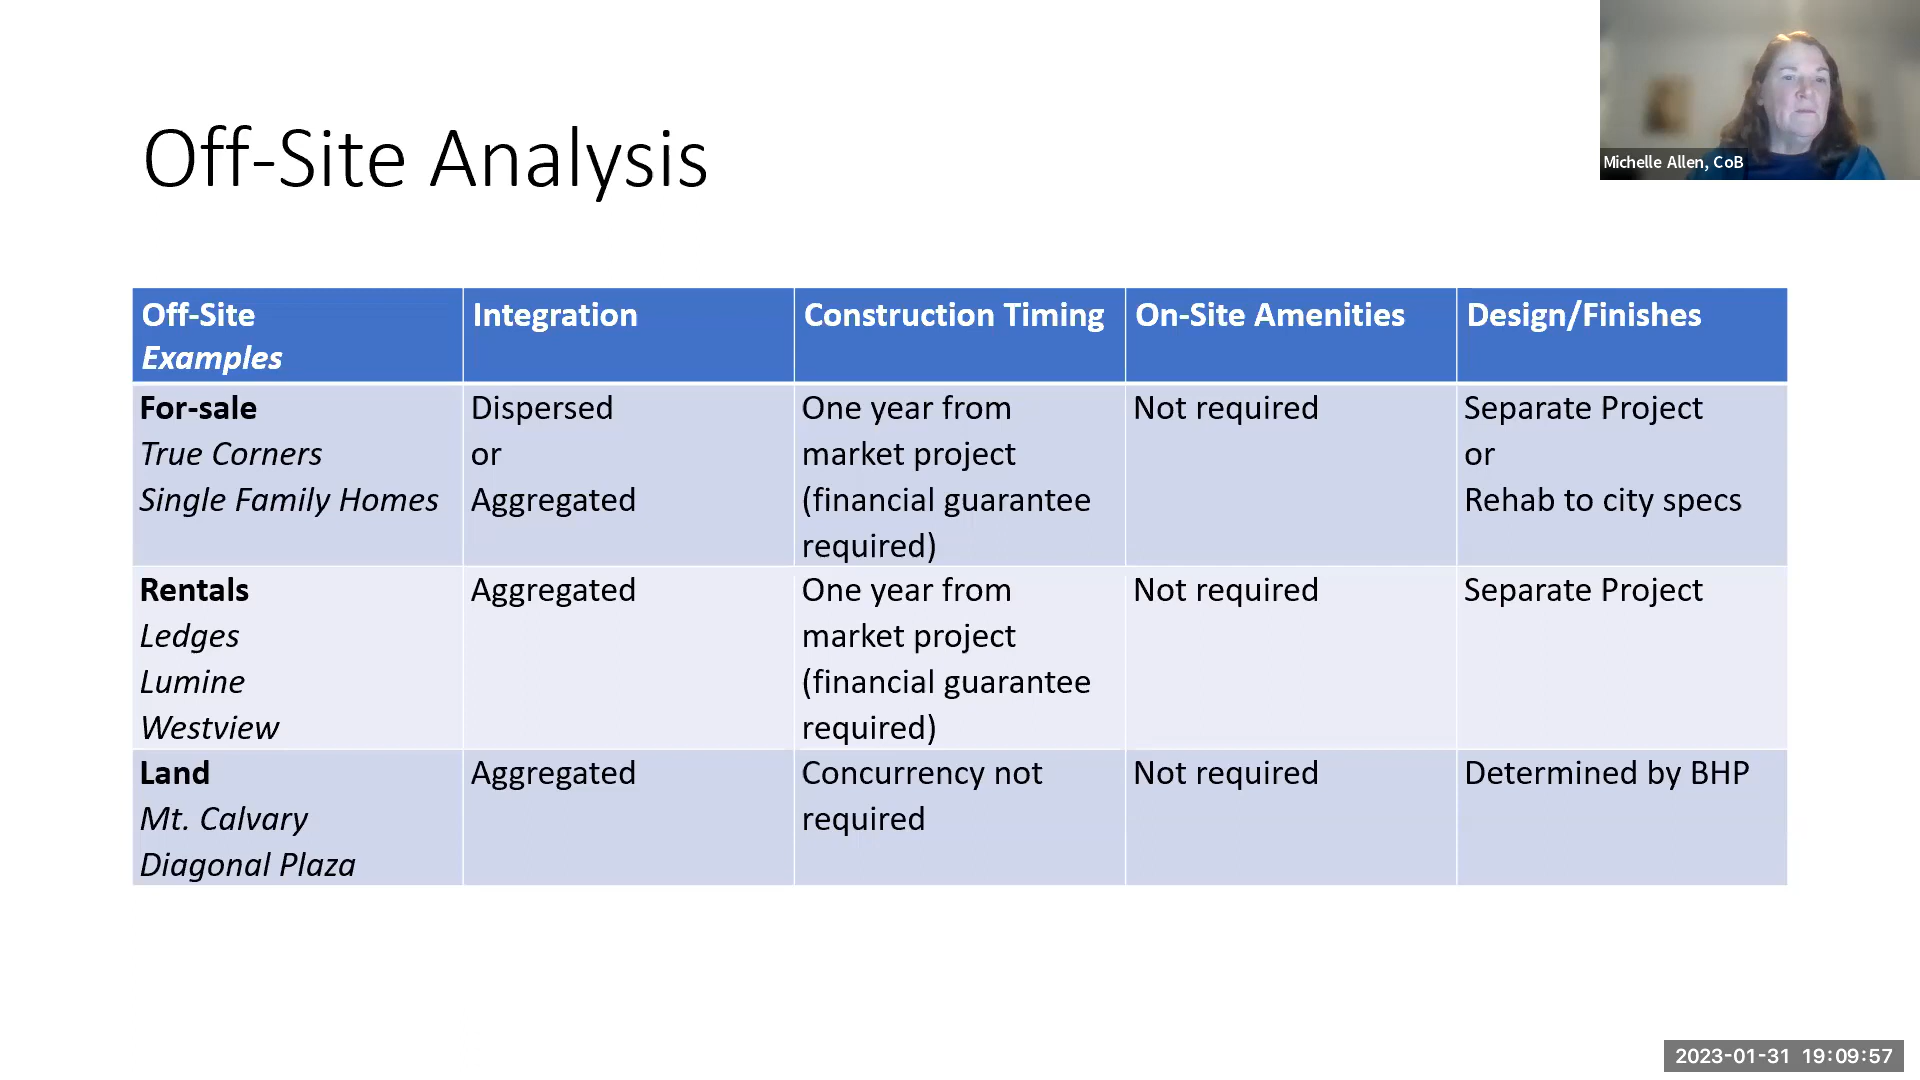 Michelle Allen, CoB
Off-Site Analysis
Off-Site
Examples
Integration
Construction Timing
On-Site Amenities
Design/Finishes
For-sale
True Corners
Single Family Homes
Dispersed
or
Aggregated
One year from
market project
(financial guarantee
required)
Not required
Separate Project
or
Rehab to city specs
Rentals
Ledges
Lumine
Westview
Aggregated
One year from
market project
(financial guarantee
required)
Not required
Separate Project
Land
Mt. Calvary
Diagonal Plaza
Aggregated
Concurrency not
required
Not required
Determined by BHP
2023-01-31 19:09:57